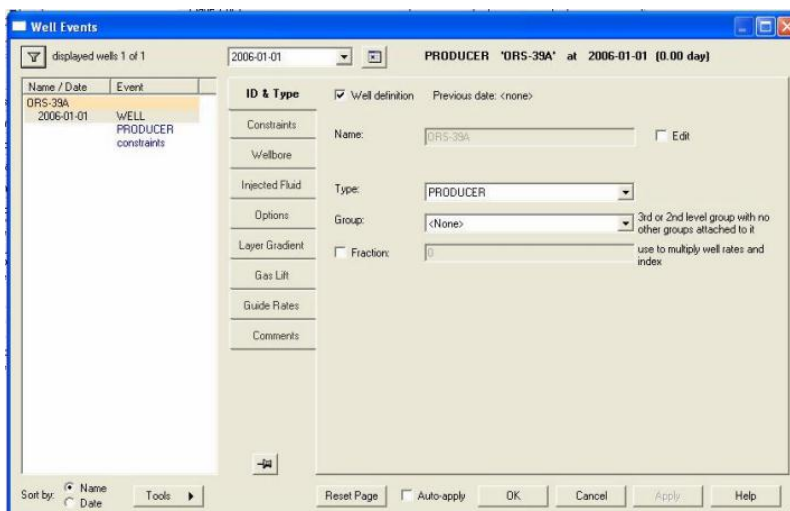 Well Events
displayed wells 1 of 1
2006-01-01
PRODUCER 'ORS-39A' at 2006-01-01 (0.00 day)
Name / Date Event
ORS-39A
2006-01-01 WELL
PRODUCER
constraints
ID & Type
Constraints
Wellbore
Injected Fluid
Options
Layer Gradient
Gas Lift
Guide Rates
Comments
Well definition Previous date: <none>
Name: ORS-39A Edit
Type: PRODUCER
Group: <None> 3rd or 2nd level group with no
other groups attached to it
Fraction: 0 use to multiply well rates and
index
Sort by: Name
Date
Tools
Reset Page Auto-apply OK Cancel Apply Help